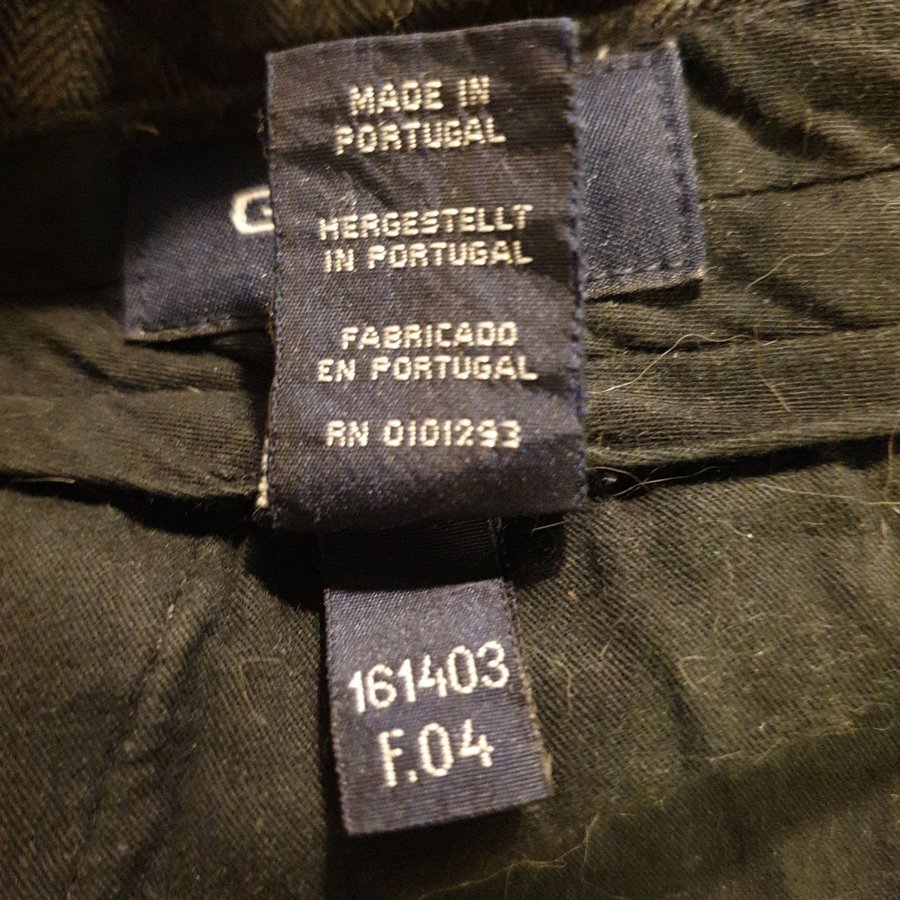 MADE IN
PORTUGAL
G
HERGESTELLT
IN PORTUGAL
FABRICADO
EN PORTUGAL
RN 0101293
161403
F.04